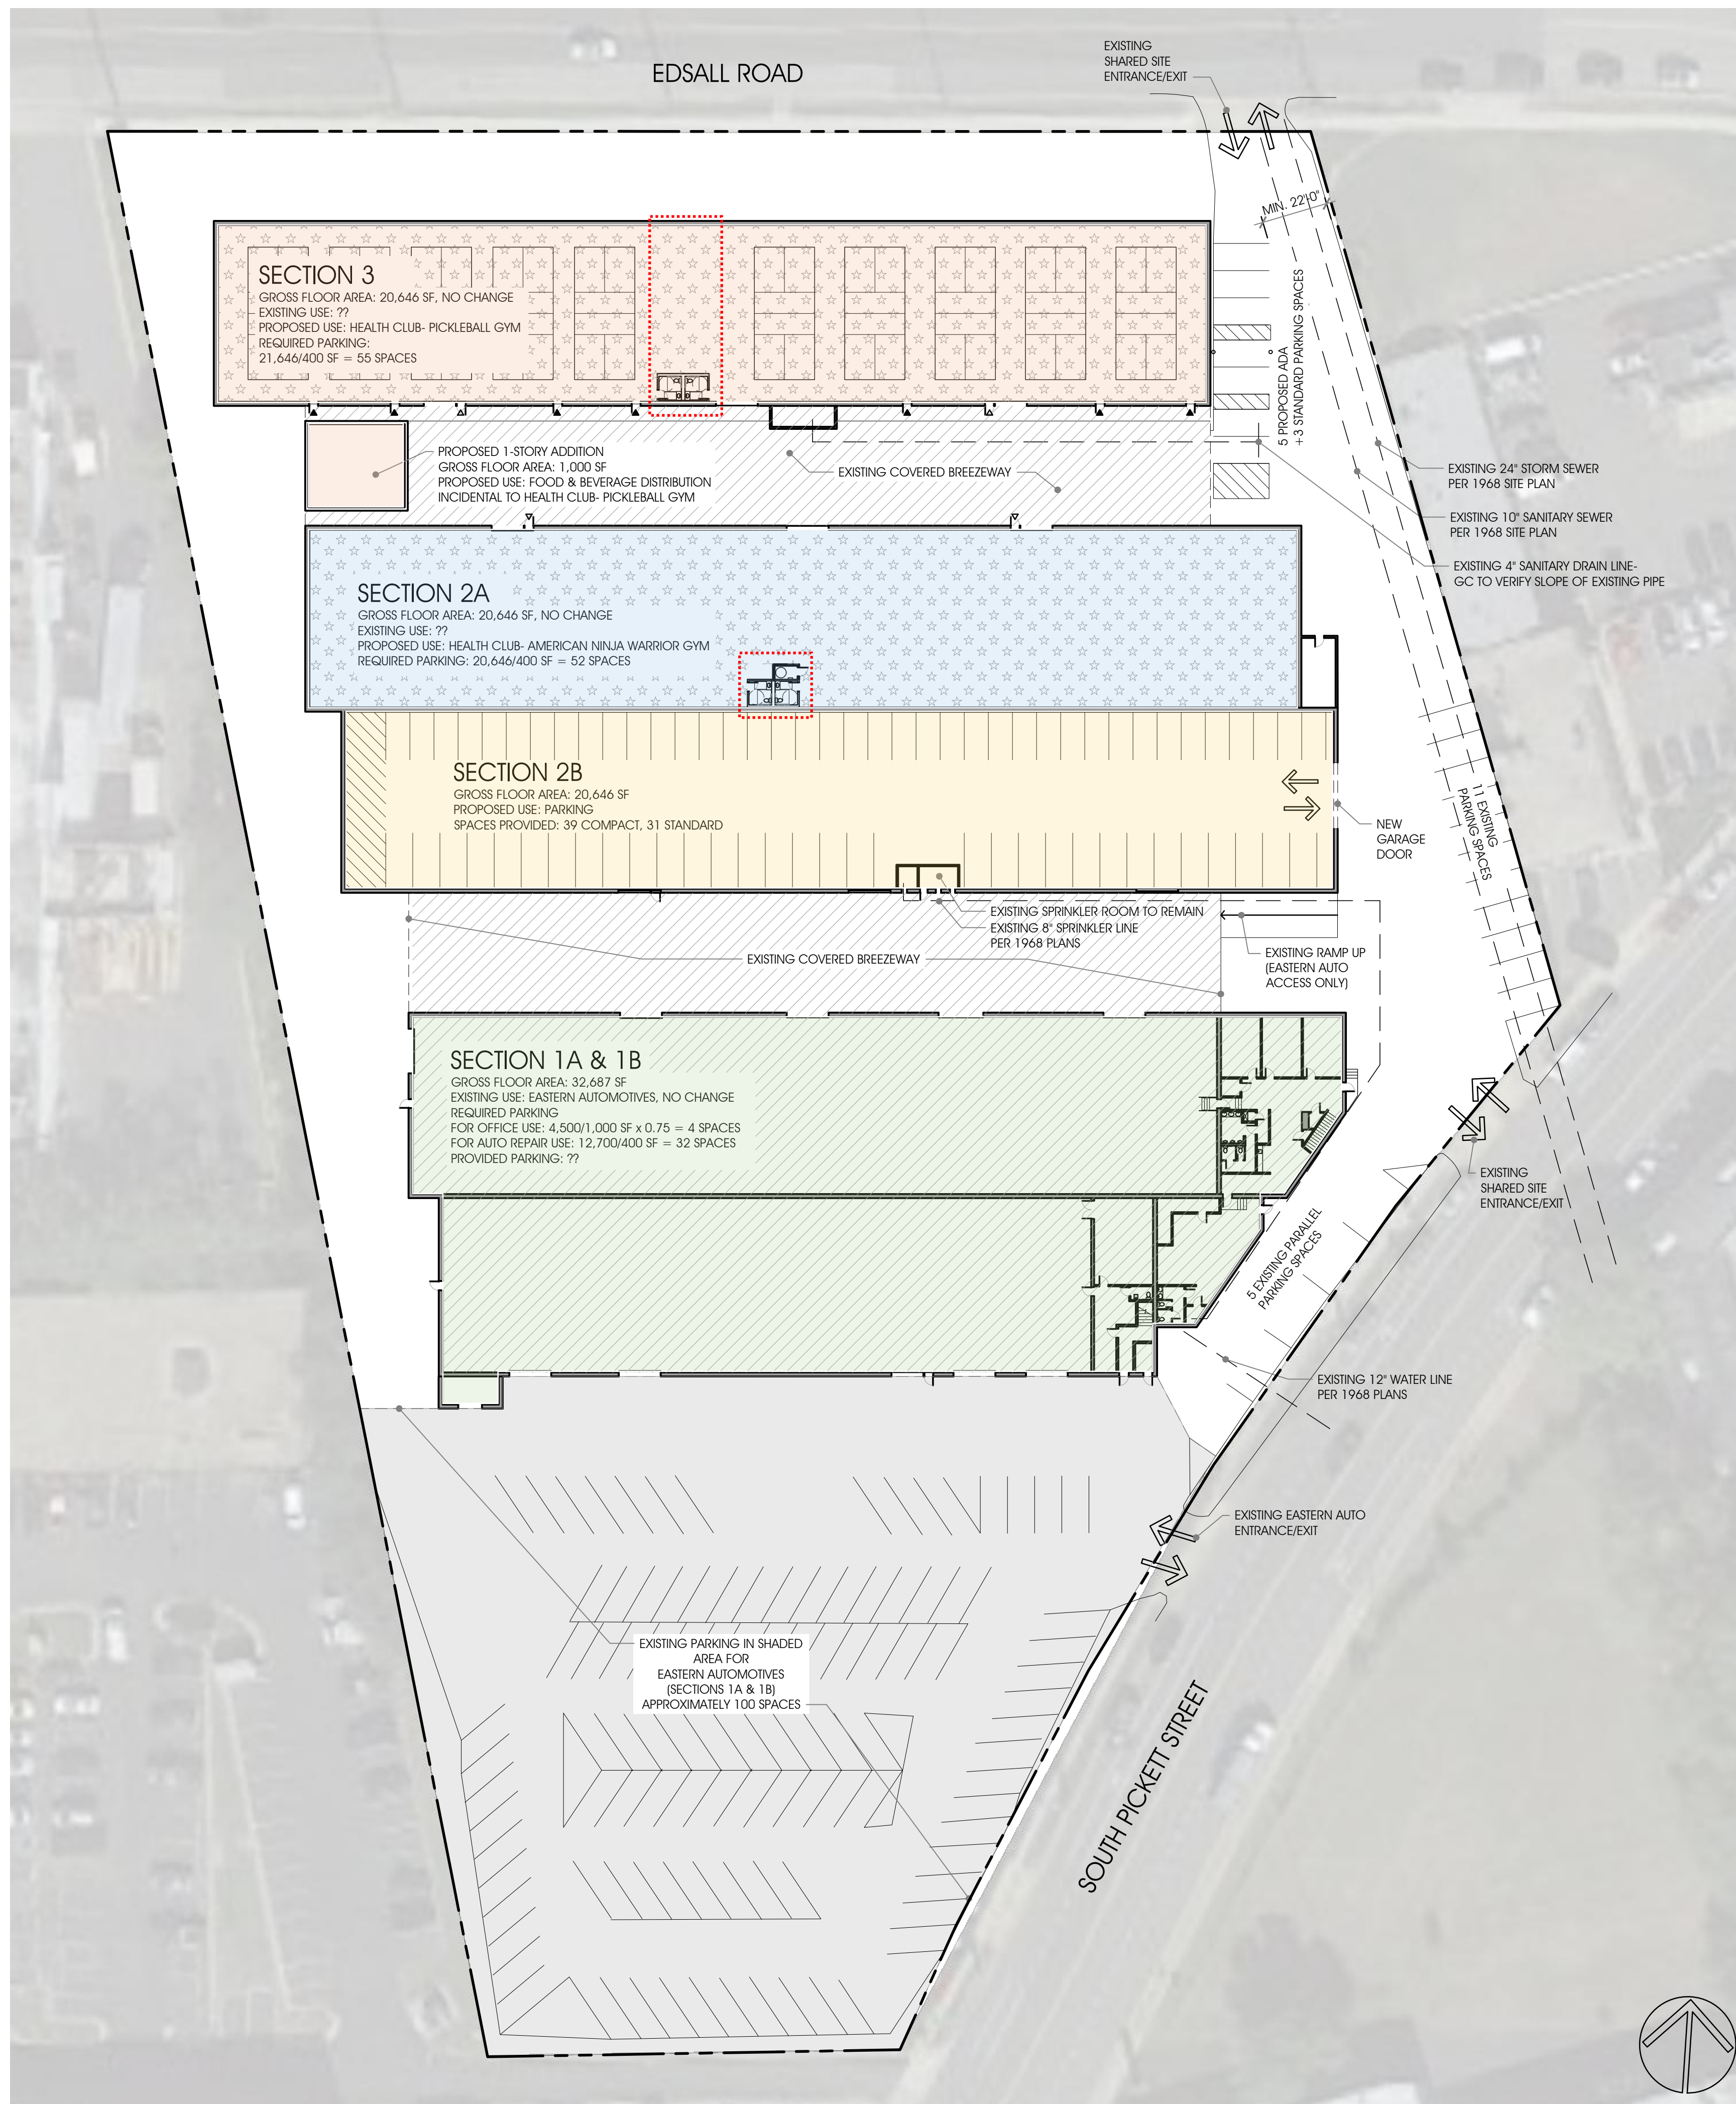 EDSALL ROAD
EXISTING
SHARED SITE
ENTRANCE/EXIT
MIN. 22'-0"
SECTION 3
GROSS FLOOR AREA: 20,646 SF, NO CHANGE
EXISTING USE: ??
PROPOSED USE: HEALTH CLUB- PICKLEBALL GYM
REQUIRED PARKING:
21,646/400 SF = 55 SPACES
5 PROPOSED ADA
+3 STANDARD PARKING SPACES
PROPOSED 1-STORY ADDITION
GROSS FLOOR AREA: 1,000 SF
PROPOSED USE: FOOD & BEVERAGE DISTRIBUTION
INCIDENTAL TO HEALTH CLUB- PICKLEBALL GYM
EXISTING COVERED BREEZEWAY
EXISTING 24" STORM SEWER
PER 1968 SITE PLAN
EXISTING 10" SANITARY SEWER
PER 1968 SITE PLAN
EXISTING 4" SANITARY DRAIN LINE-
GC TO VERIFY SLOPE OF EXISTING PIPE
SECTION 2A
GROSS FLOOR AREA: 20,646 SF, NO CHANGE
EXISTING USE: ??
PROPOSED USE: HEALTH CLUB- AMERICAN NINJA WARRIOR GYM
REQUIRED PARKING: 20,646/400 SF = 52 SPACES
SECTION 2B
GROSS FLOOR AREA: 20,646 SF
PROPOSED USE: PARKING
SPACES PROVIDED: 39 COMPACT, 31 STANDARD
NEW
GARAGE
DOOR
11 EXISTING
PARKING SPACES
EXISTING SPRINKLER ROOM TO REMAIN
EXISTING 8" SPRINKLER LINE
PER 1968 PLANS
EXISTING COVERED BREEZEWAY
EXISTING RAMP UP
(EASTERN AUTO
ACCESS ONLY)
SECTION 1A & 1B
GROSS FLOOR AREA: 32,687 SF
EXISTING USE: EASTERN AUTOMOTIVES, NO CHANGE
REQUIRED PARKING
FOR OFFICE USE: 4,500/1,000 SF x 0.75 = 4 SPACES
FOR AUTO REPAIR USE: 12,700/400 SF = 32 SPACES
PROVIDED PARKING: ??
EXISTING
SHARED SITE
ENTRANCE/EXIT
5 EXISTING PARALLEL
PARKING SPACES
EXISTING 12" WATER LINE
PER 1968 PLANS
EXISTING EASTERN AUTO
ENTRANCE/EXIT
EXISTING PARKING IN SHADED
AREA FOR
EASTERN AUTOMOTIVES
(SECTIONS 1A & 1B)
APPROXIMATELY 100 SPACES
SOUTH PICKETT STREET